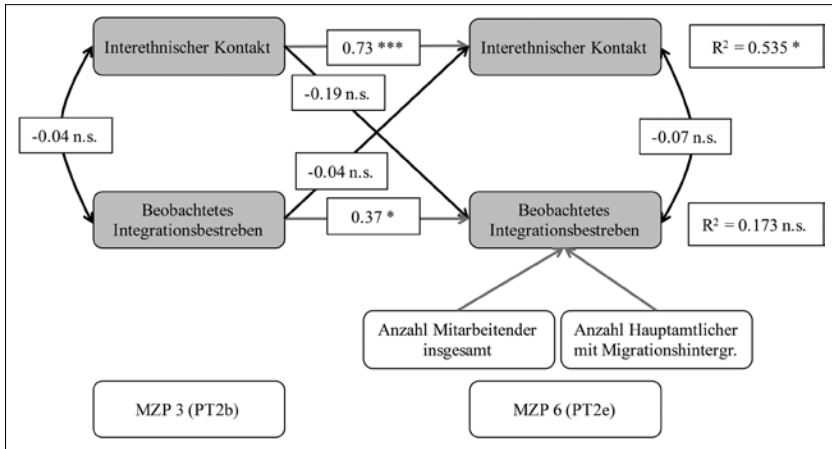 Interethnischer Kontakt
0.73 ***
Interethnischer Kontakt
R² = 0.535 *
-0.19 n.s.
-0.04 n.s.
-0.07 n.s.
-0.04 n.s.
Beobachtetes
Integrationsbestreben
0.37 *
Beobachtetes
Integrationsbestreben
R² = 0.173 n.s.
Anzahl Mitarbeitender
insgesamt
Anzahl Hauptamtlicher
mit Migrationshintergr.
MZP 3 (PT2b)
MZP 6 (PT2e)